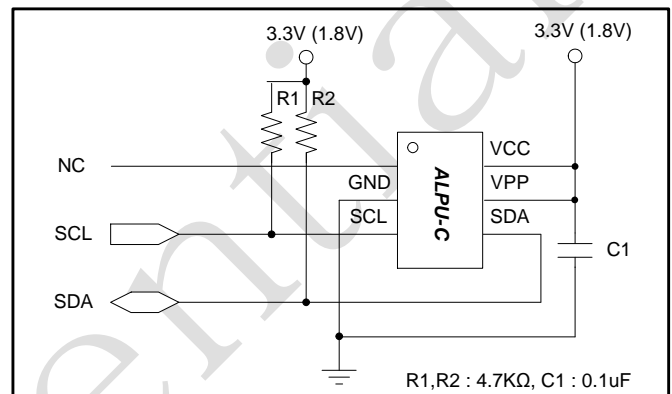 3.3V (1.8V)
3.3V (1.8V)
R1
R2
NC
VCC
GND
VPP
SCL
SCL
SDA
ALPU-C
C1
SDA
R1,R2 : 4.7KΩ, C1 : 0.1uF